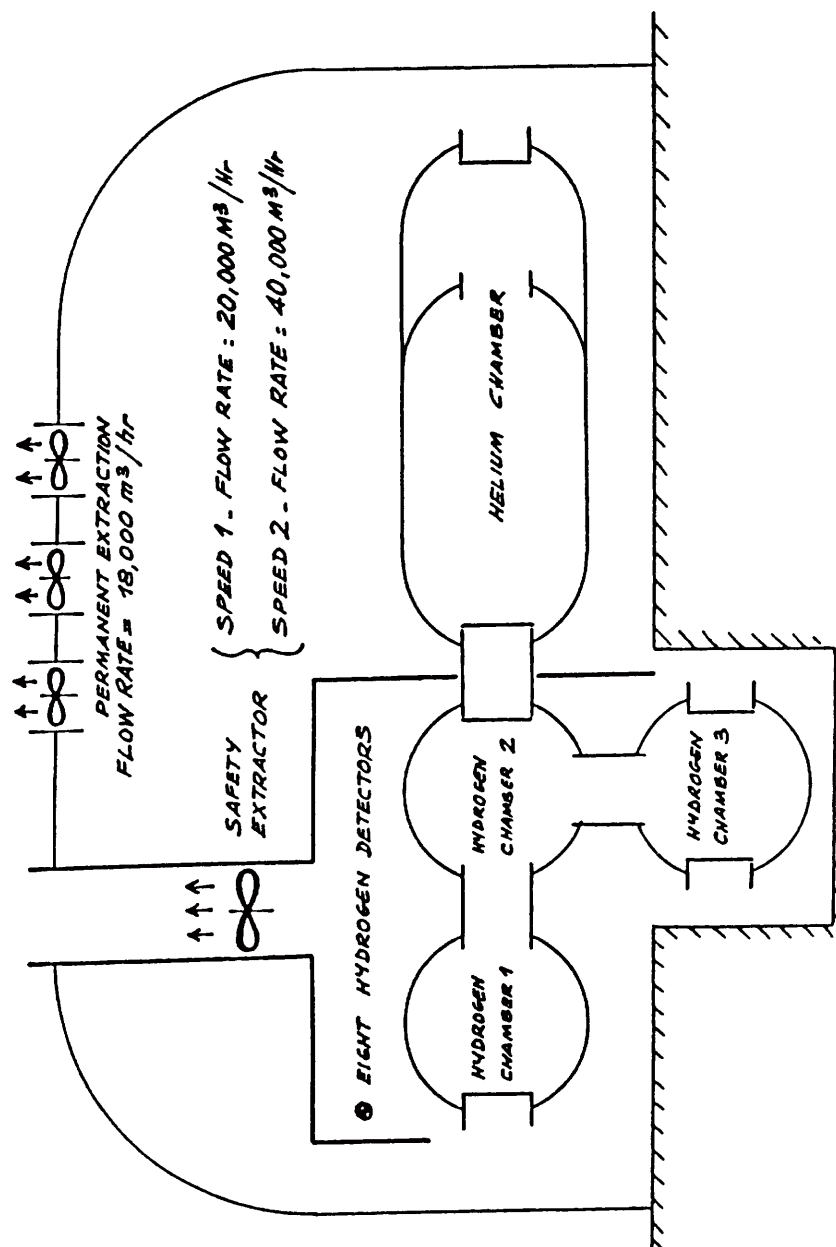 PERMANENT EXTRACTION
FLOW RATE = 18,000 m³/hr
SAFETY
EXTRACTOR
SPEED 1 - FLOW RATE : 20,000 M³/Hr
SPEED 2 - FLOW RATE : 40,000 M³/Hr
EIGHT HYDROGEN DETECTORS
HYDROGEN
CHAMBER 1
HYDROGEN
CHAMBER 2
HELIUM CHAMBER
HYDROGEN
CHAMBER 3